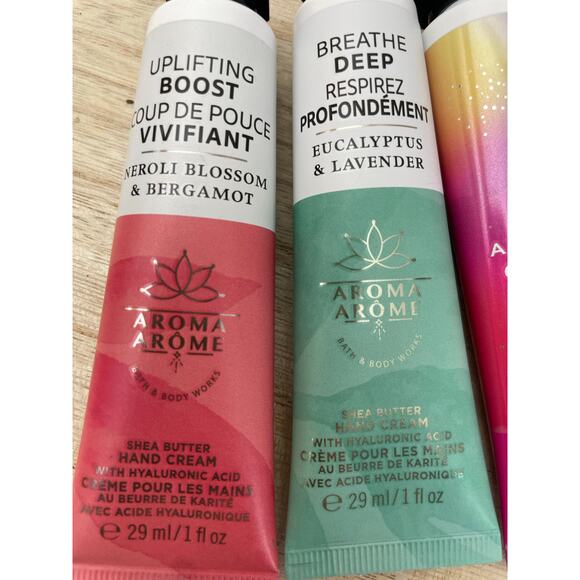 UPLIFTING
BOOST
COUP DE POUCE
VIVIFIANT
NEROLI BLOSSOM
& BERGAMOT
AROMA
ARÔME
BATH & BODY WORKS
SHEA BUTTER
HAND CREAM
WITH HYALURONIC ACID
CRÈME POUR LES MAINS
AU BEURRE DE KARITÉ
AVEC ACIDE HYALURONIQUE
℮ 29 ml/1 fl oz
BREATHE
DEEP
RESPIREZ
PROFONDÉMENT
EUCALYPTUS
& LAVENDER
AROMA
ARÔME
BATH & BODY WORKS
SHEA BUTTER
HAND CREAM
WITH HYALURONIC ACID
CRÈME POUR LES MAINS
AU BEURRE DE KARITÉ
AVEC ACIDE HYALURONIQUE
℮ 29 ml/1 fl oz
A